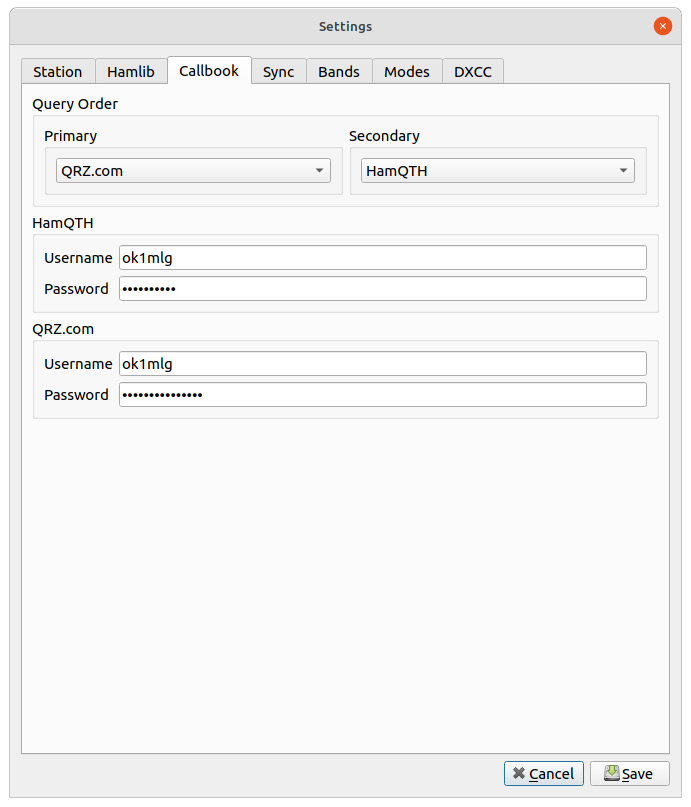 Settings
Station Hamlib Callbook Sync Bands Modes DXCC
Query Order
Primary Secondary
QRZ.com HamQTH
HamQTH
Username ok1mlg
Password ••••••••••
QRZ.com
Username ok1mlg
Password •••••••••••••••
Cancel Save